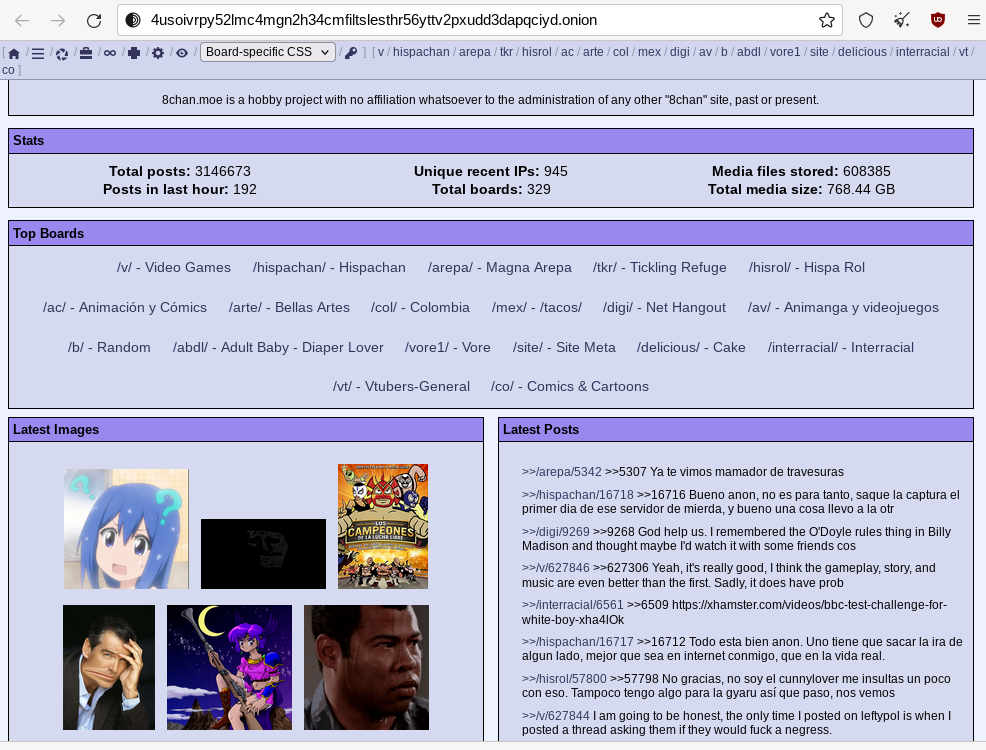 4usoivrpy52lmc4mgn2h34cmfiltslesthr56yttv2pxudd3dapqciyd.onion
[ / / / / ∞ / / / / Board-specific CSS / ] [ v / hispachan / arepa / tkr / hisrol / ac / arte / col / mex / digi / av / b / abdl / vore1 / site / delicious / interracial / vt /
co ]
8chan.moe is a hobby project with no affiliation whatsoever to the administration of any other "8chan" site, past or present.
Stats
Total posts: 3146673 Unique recent IPs: 945 Media files stored: 608385
Posts in last hour: 192 Total boards: 329 Total media size: 768.44 GB
Top Boards
/v/ - Video Games /hispachan/ - Hispachan /arepa/ - Magna Arepa /tkr/ - Tickling Refuge /hisrol/ - Hispa Rol
/ac/ - Animación y Cómics /arte/ - Bellas Artes /col/ - Colombia /mex/ - /tacos/ /digi/ - Net Hangout /av/ - Animanga y videojuegos
/b/ - Random /abdl/ - Adult Baby - Diaper Lover /vore1/ - Vore /site/ - Site Meta /delicious/ - Cake /interracial/ - Interracial
/vt/ - Vtubers-General /co/ - Comics & Cartoons
Latest Images
LOS
CAMPEONES
DE LA LUCHA LIBRE
Latest Posts
>>/arepa/5342 >>5307 Ya te vimos mamador de travesuras
>>/hispachan/16718 >>16716 Bueno anon, no es para tanto, saque la captura el
primer dia de ese servidor de mierda, y bueno una cosa llevo a la otr
>>/digi/9269 >>9268 God help us. I remembered the O'Doyle rules thing in Billy
Madison and thought maybe I'd watch it with some friends cos
>>/v/627846 >>627306 Yeah, it's really good, I think the gameplay, story, and
music are even better than the first. Sadly, it does have prob
>>/interracial/6561 >>6509 https://xhamster.com/videos/bbc-test-challenge-for-
white-boy-xha4lOk
>>/hispachan/16717 >>16712 Todo esta bien anon. Uno tiene que sacar la ira de
algun lado, mejor que sea en internet conmigo, que en la vida real.
>>/hisrol/57800 >>57798 No gracias, no soy el cunnylover me insultas un poco
con eso. Tampoco tengo algo para la gyaru así que paso, nos vemos
>>/v/627844 I am going to be honest, the only time I posted on leftypol is when I
posted a thread asking them if they would fuck a negress.